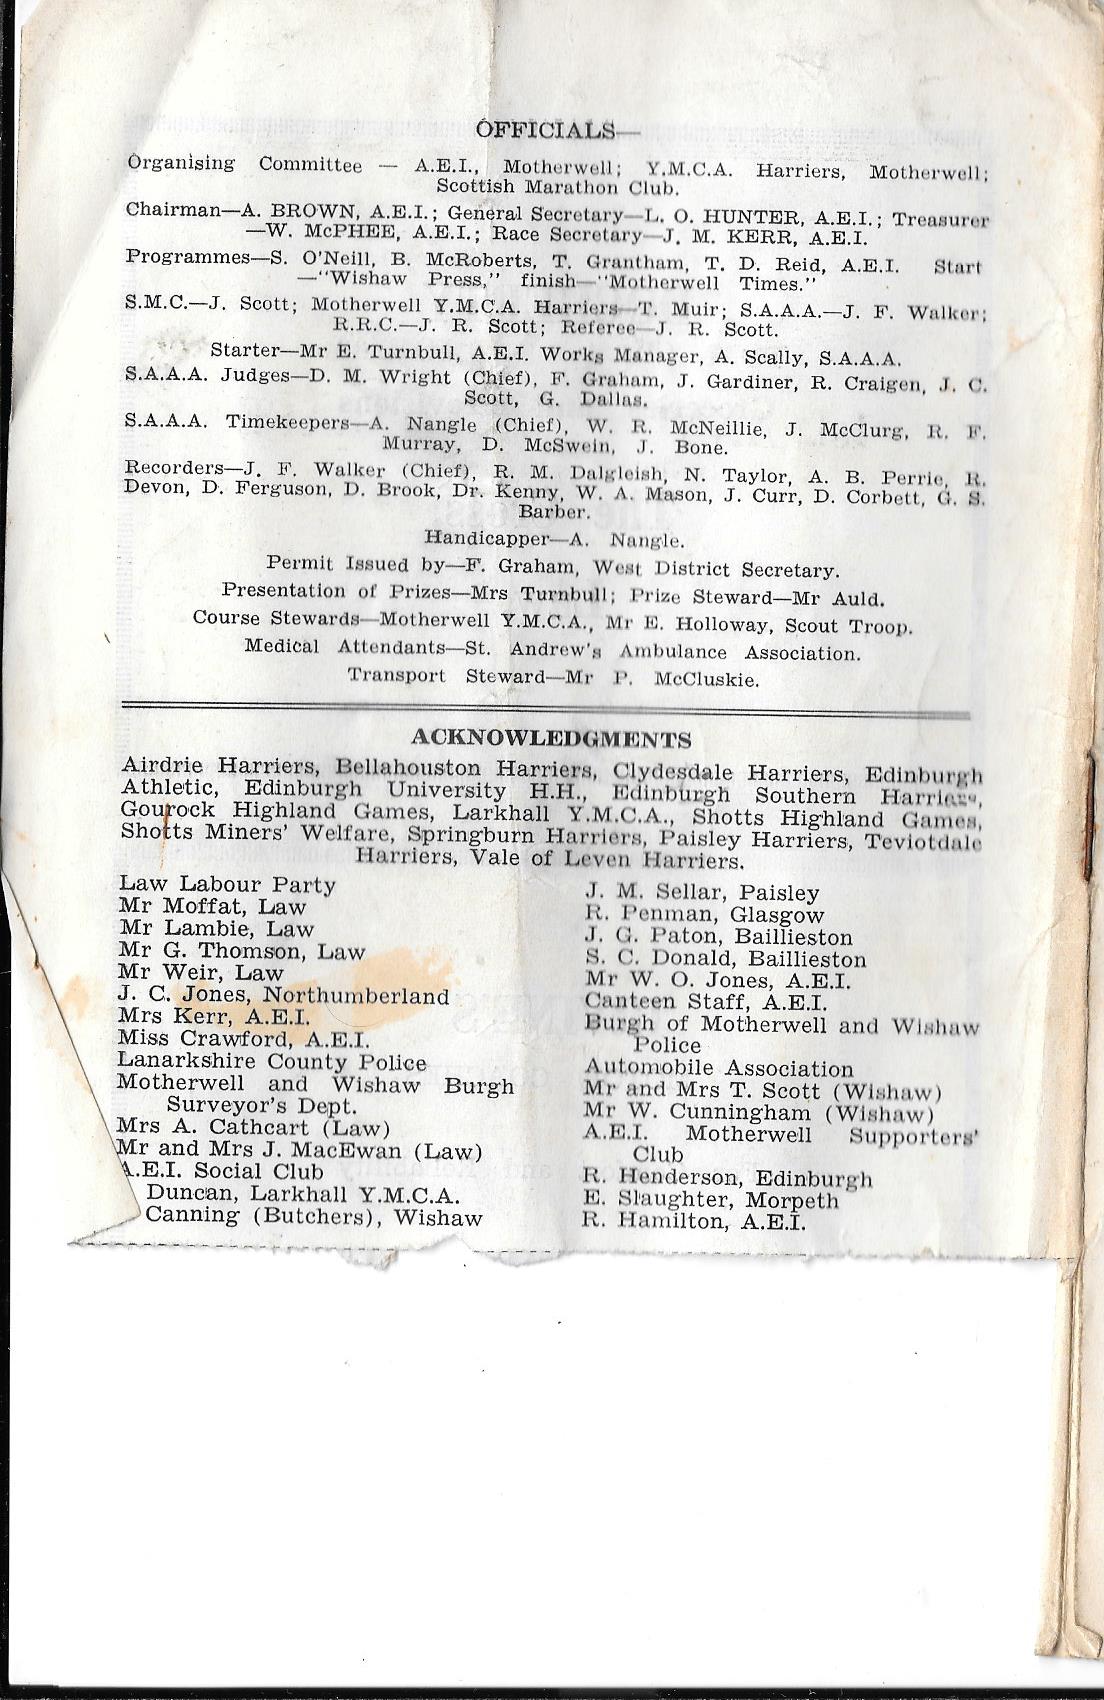 OFFICIALS—
Organising Committee — A.E.I., Motherwell; Y.M.C.A. Harriers, Motherwell;
Scottish Marathon Club.
Chairman—A. BROWN, A.E.I.; General Secretary—L. O. HUNTER, A.E.I.; Treasurer
—W. McPHEE, A.E.I.; Race Secretary—J. M. KERR, A.E.I.
Programmes—S. O'Neill, B. McRoberts, T. Grantham, T. D. Reid, A.E.I. Start
—"Wishaw Press," finish—"Motherwell Times."
S.M.C.—J. Scott; Motherwell Y.M.C.A. Harriers—T. Muir; S.A.A.A.—J. F. Walker;
R.R.C.—J. R. Scott; Referee—J. R. Scott.
Starter—Mr E. Turnbull, A.E.I. Works Manager, A. Scally, S.A.A.A.
S.A.A.A. Judges—D. M. Wright (Chief), F. Graham, J. Gardiner, R. Craigen, J. C.
Scott, G. Dallas.
S.A.A.A. Timekeepers—A. Nangle (Chief), W. R. McNeillie, J. McClurg, R. F.
Murray, D. McSwein, J. Bone.
Recorders—J. F. Walker (Chief), R. M. Dalgleish, N. Taylor, A. B. Perrie, R.
Devon, D. Ferguson, D. Brook, Dr. Kenny, W. A. Mason, J. Curr, D. Corbett, G. S.
Barber.
Handicapper—A. Nangle.
Permit Issued by—F. Graham, West District Secretary.
Presentation of Prizes—Mrs Turnbull; Prize Steward—Mr Auld.
Course Stewards—Motherwell Y.M.C.A., Mr E. Holloway, Scout Troop.
Medical Attendants—St. Andrew's Ambulance Association.
Transport Steward—Mr P. McCluskie.
ACKNOWLEDGMENTS
Airdrie Harriers, Bellahouston Harriers, Clydesdale Harriers, Edinburgh
Athletic, Edinburgh University H.H., Edinburgh Southern Harriers,
Gourock Highland Games, Larkhall Y.M.C.A., Shotts Highland Games,
Shotts Miners' Welfare, Springburn Harriers, Paisley Harriers, Teviotdale
Harriers, Vale of Leven Harriers.
Law Labour Party
Mr Moffat, Law
Mr Lambie, Law
Mr G. Thomson, Law
Mr Weir, Law
J. C. Jones, Northumberland
Mrs Kerr, A.E.I.
Miss Crawford, A.E.I.
Lanarkshire County Police
Motherwell and Wishaw Burgh
Surveyor's Dept.
Mrs A. Cathcart (Law)
Mr and Mrs J. MacEwan (Law)
A.E.I. Social Club
Duncan, Larkhall Y.M.C.A.
Canning (Butchers), Wishaw
J. M. Sellar, Paisley
R. Penman, Glasgow
J. G. Paton, Baillieston
S. C. Donald, Baillieston
Mr W. O. Jones, A.E.I.
Canteen Staff, A.E.I.
Burgh of Motherwell and Wishaw
Police
Automobile Association
Mr and Mrs T. Scott (Wishaw)
Mr W. Cunningham (Wishaw)
A.E.I. Motherwell Supporters'
Club
R. Henderson, Edinburgh
E. Slaughter, Morpeth
R. Hamilton, A.E.I.